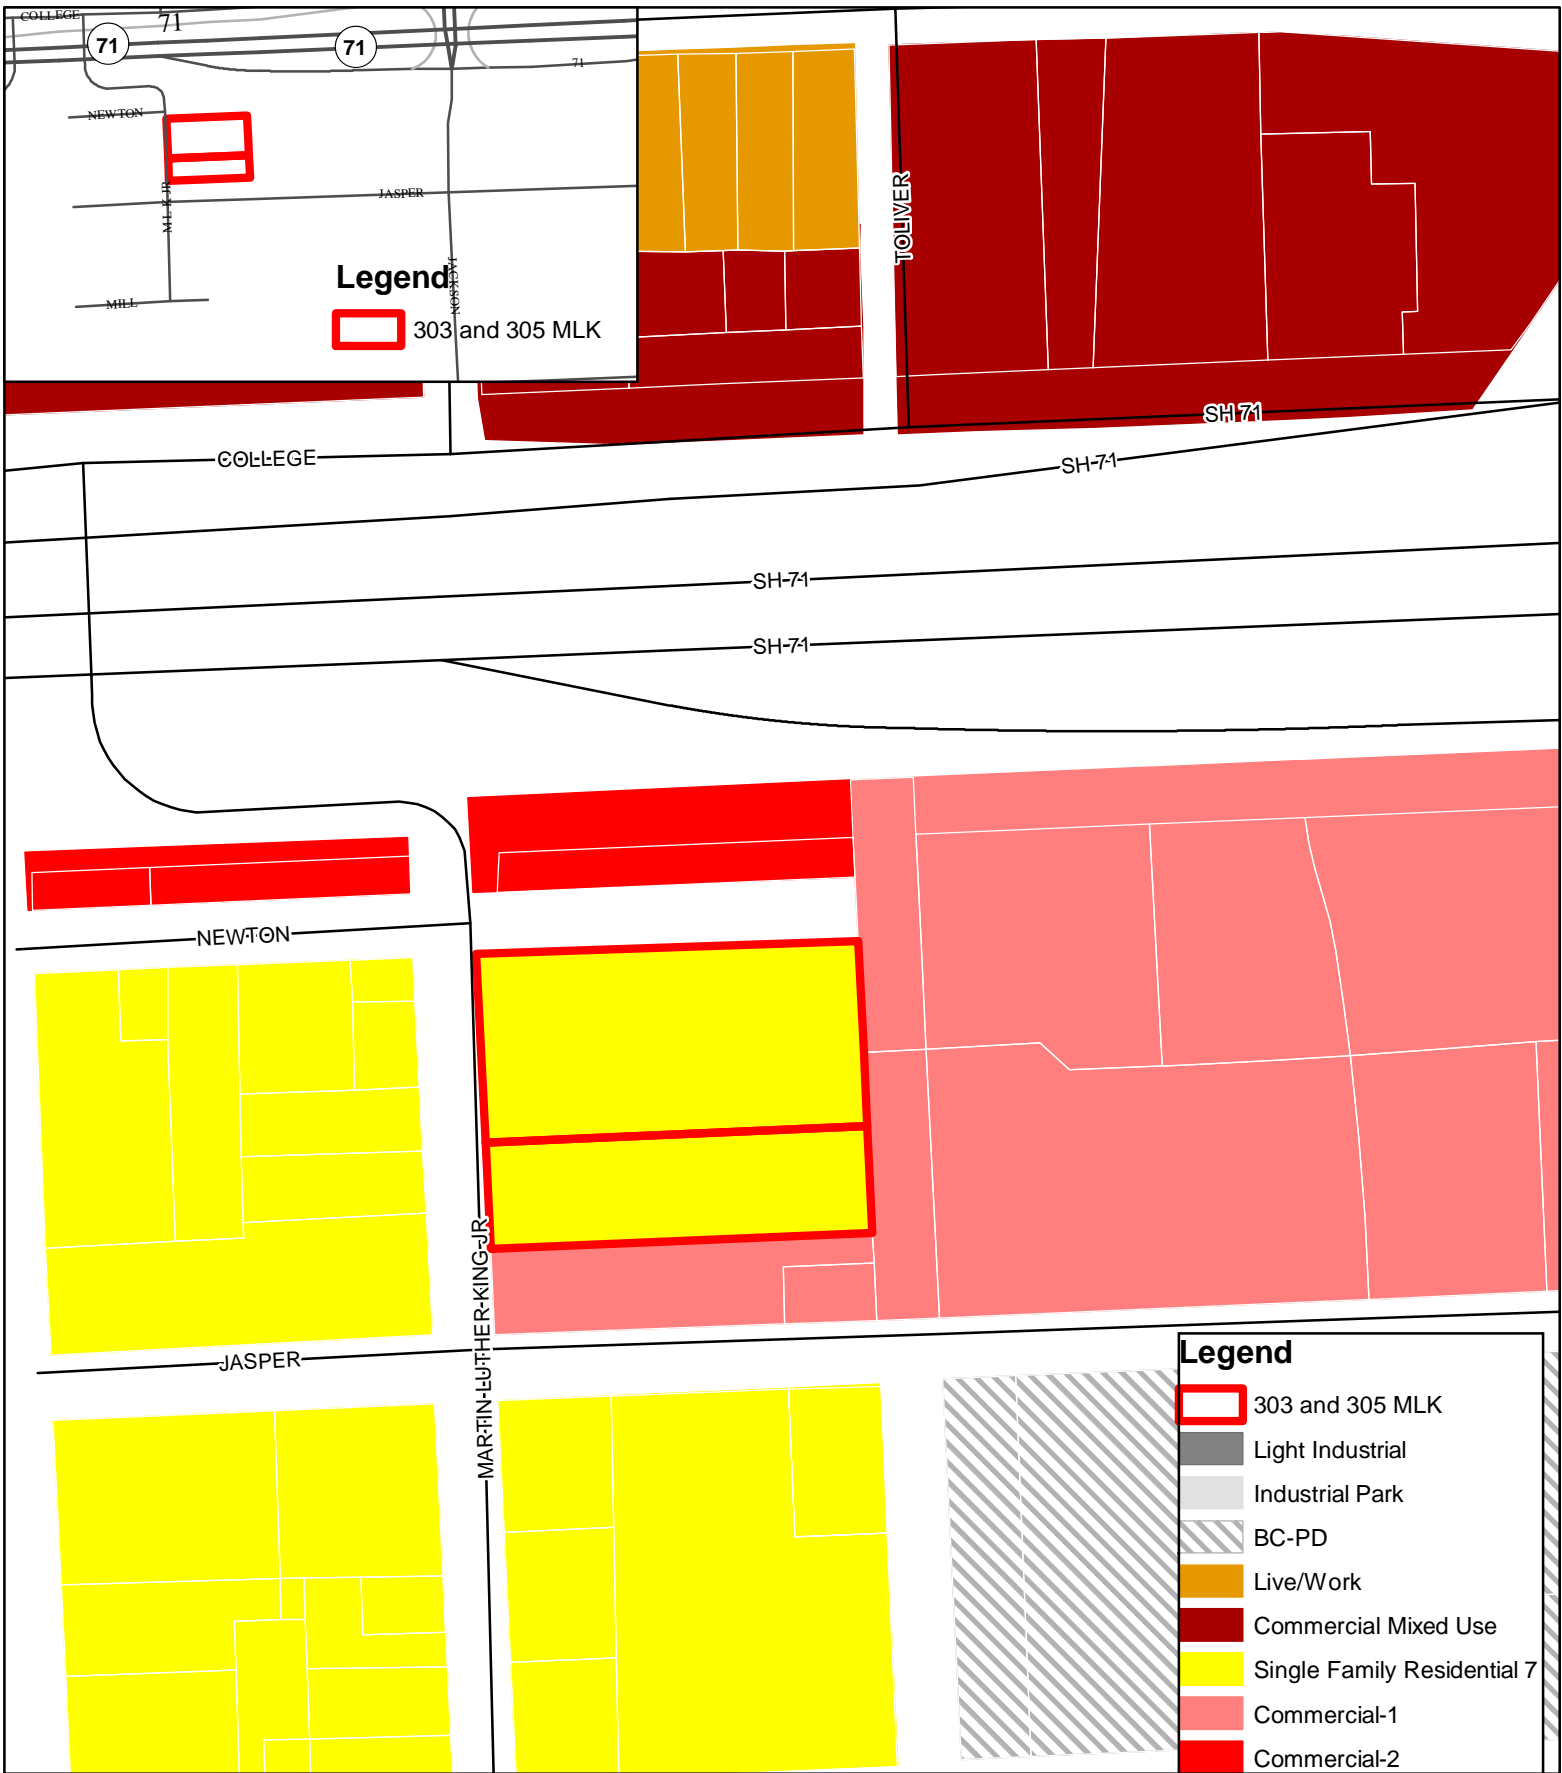 COLLEGE
71
71
71
71
NEWTON
M L K JR
JASPER
JACKSON
MILL
Legend
303 and 305 MLK
TOLIVER
SH 71
COLLEGE
SH 71
SH 71
SH 71
NEWTON
MARTIN LUTHER KING JR
JASPER
Legend
303 and 305 MLK
Light Industrial
Industrial Park
BC-PD
Live/Work
Commercial Mixed Use
Single Family Residential 7
Commercial-1
Commercial-2